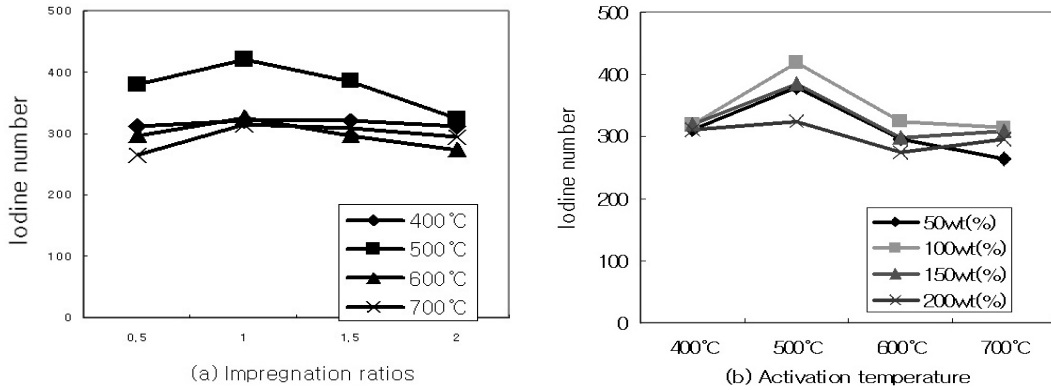 500
400
300
200
100
0
Iodine number
0.5 1 1.5 2
400℃
500℃
600℃
700℃
(a) Impregnation ratios
500
400
300
200
100
0
Iodine number
400℃ 500℃ 600℃ 700℃
50wt(%)
100wt(%)
150wt(%)
200wt(%)
(b) Activation temperature